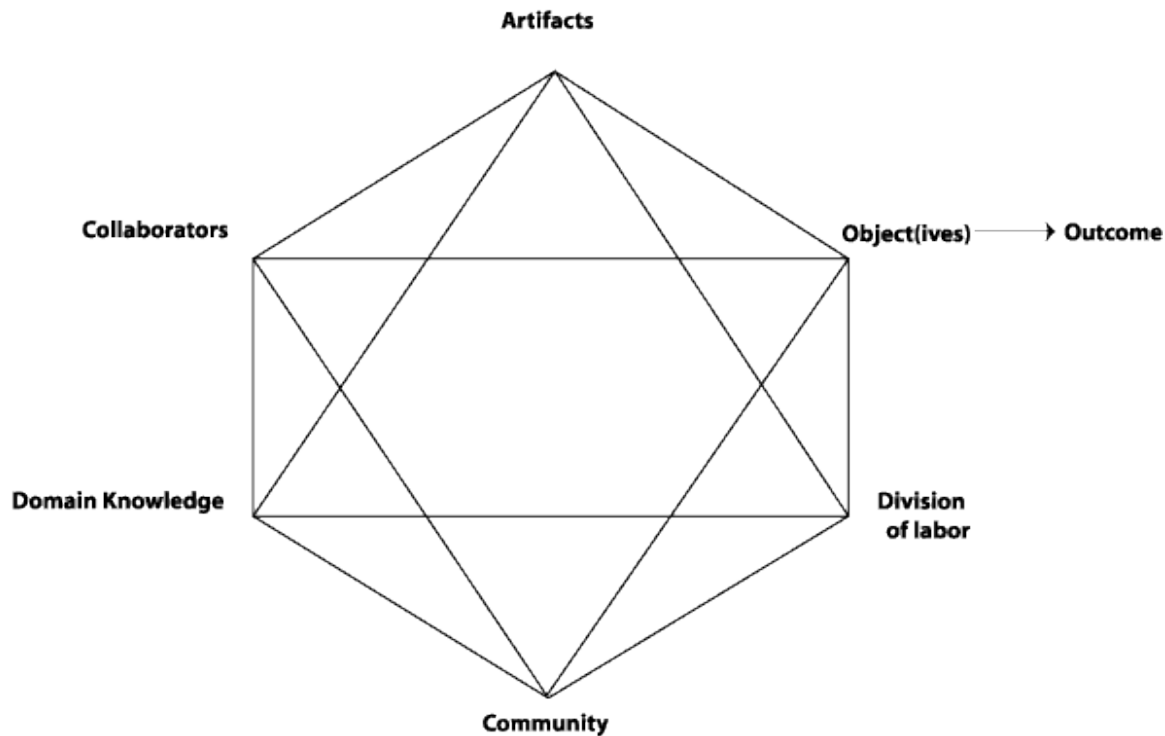 Artifacts
Collaborators
Object(ives)
Outcome
Domain Knowledge
Division
of labor
Community